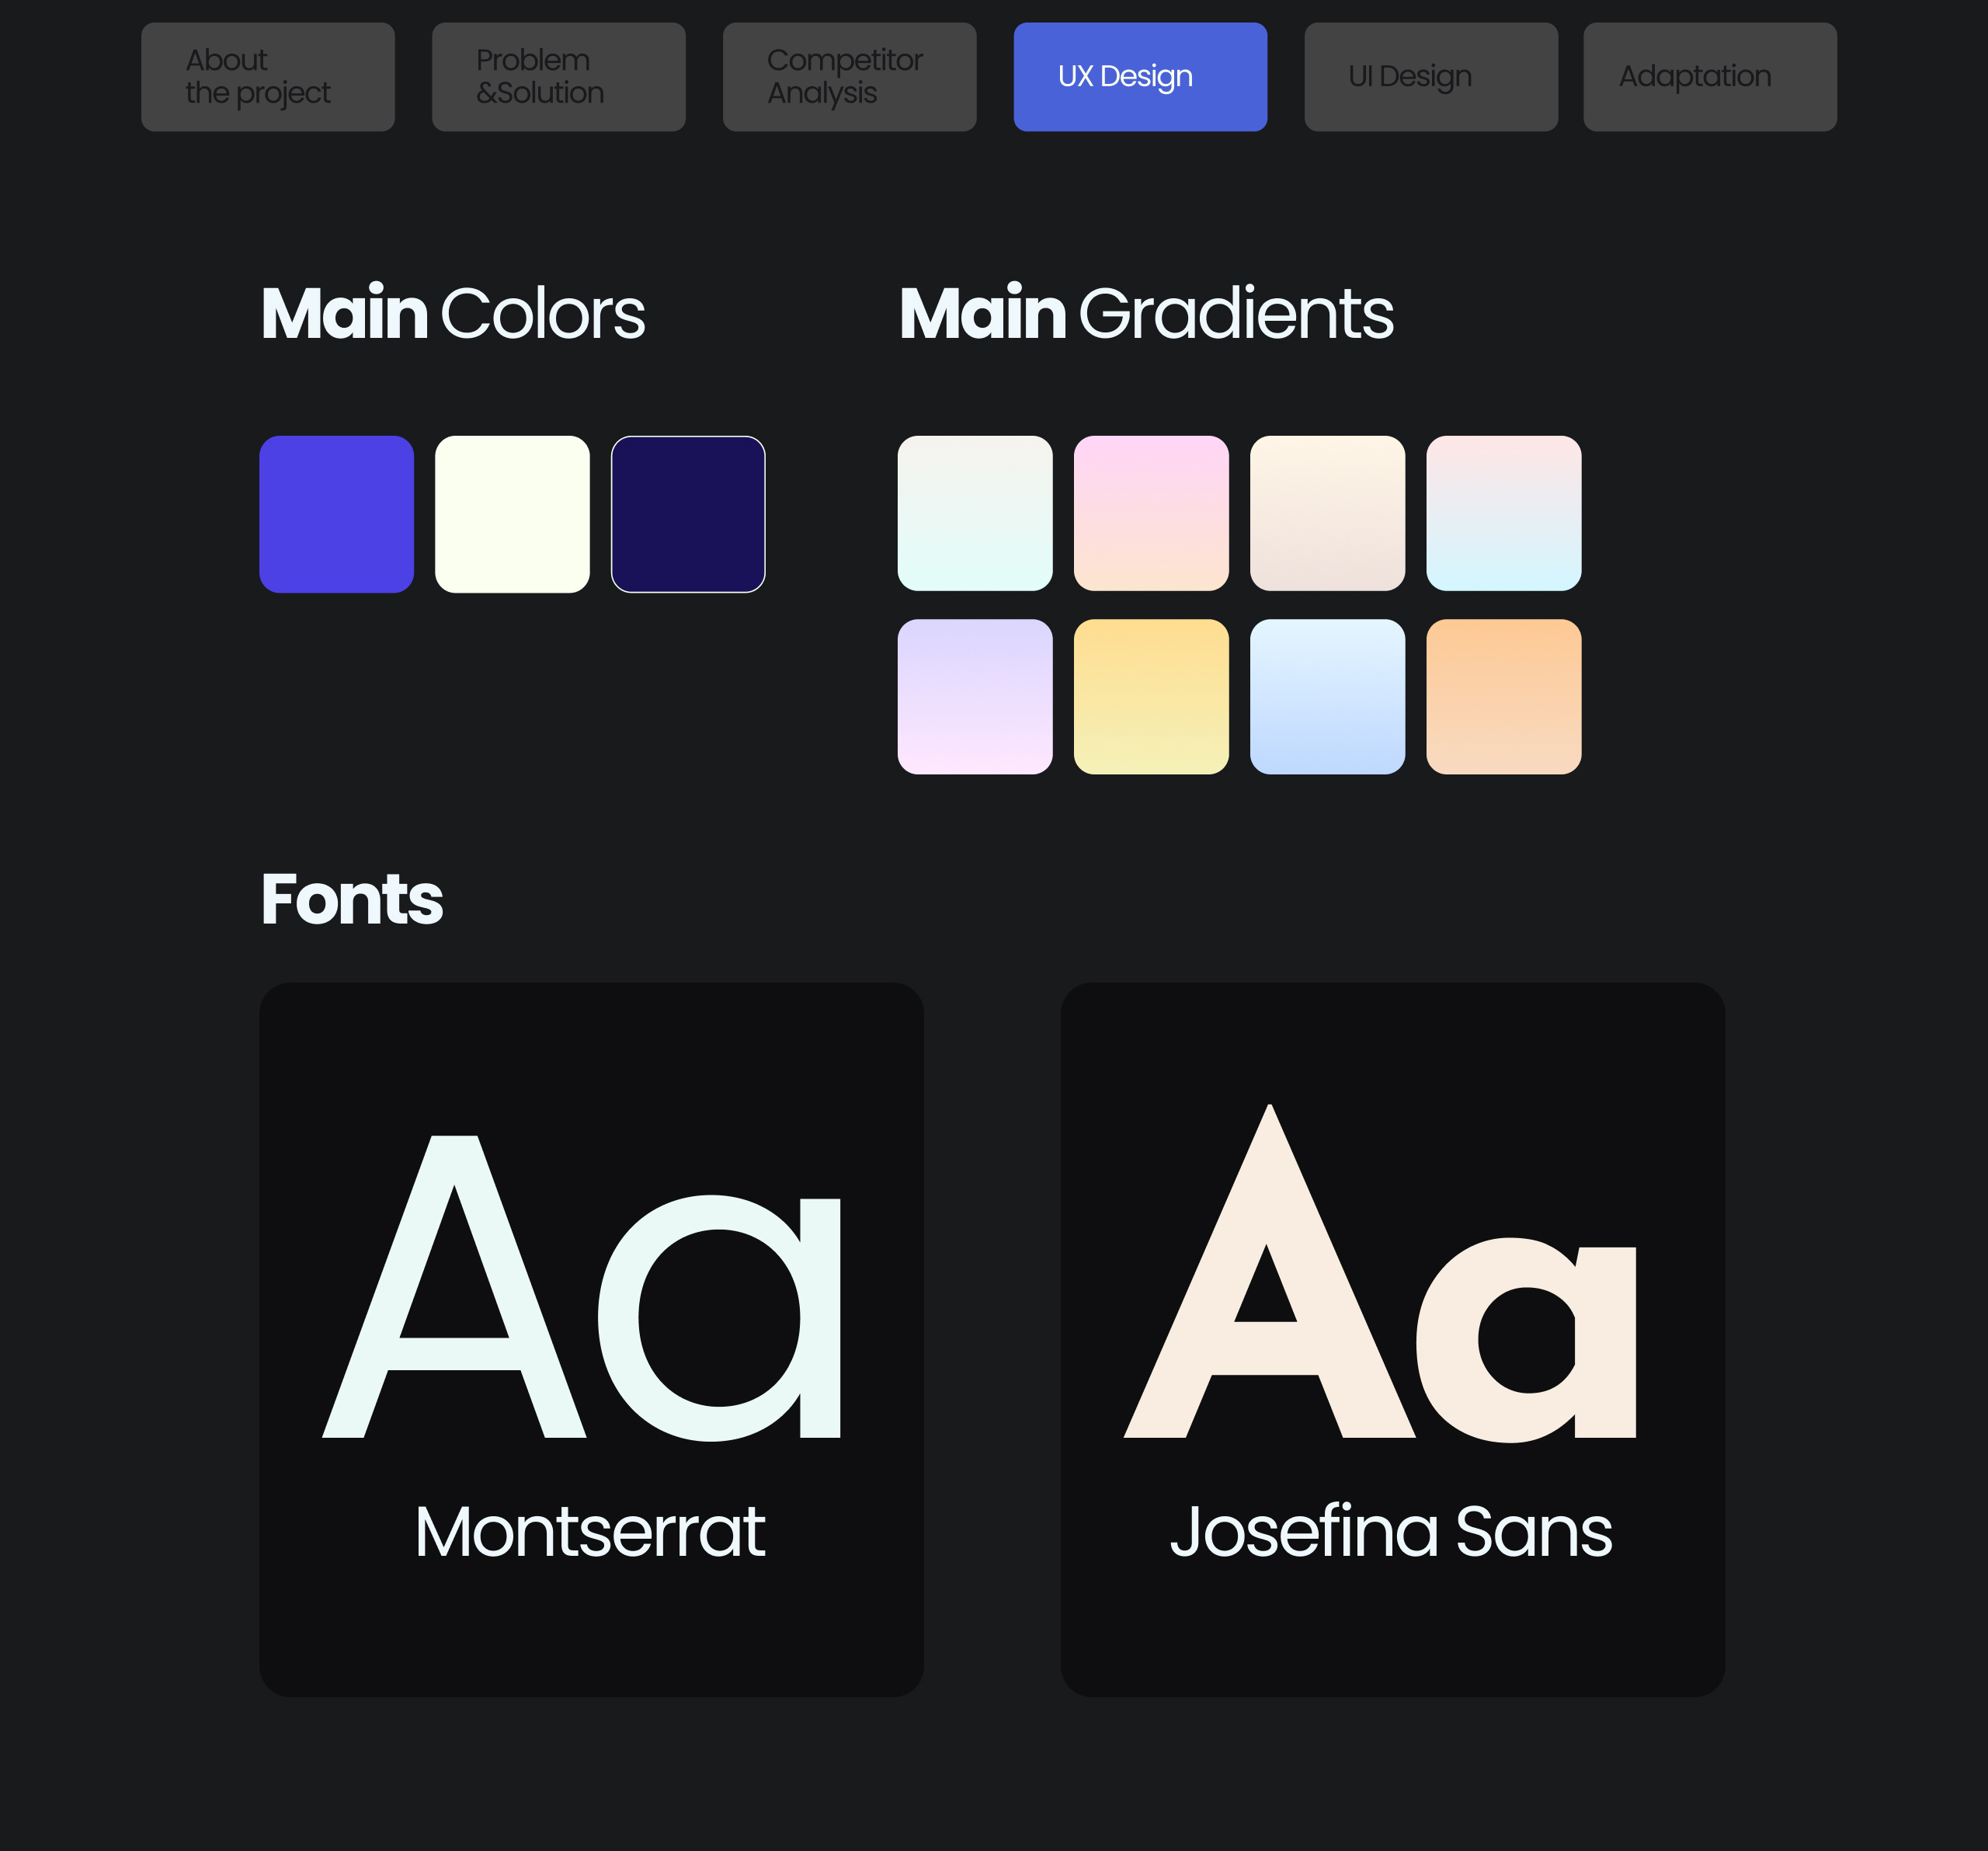 About
the project
Problem
& Solution
Competitor
Analysis
UX Design
UI Design
Adaptation
Main Colors
Main Gradients
Fonts
Aa
Aa
Montserrat
Josefina Sans